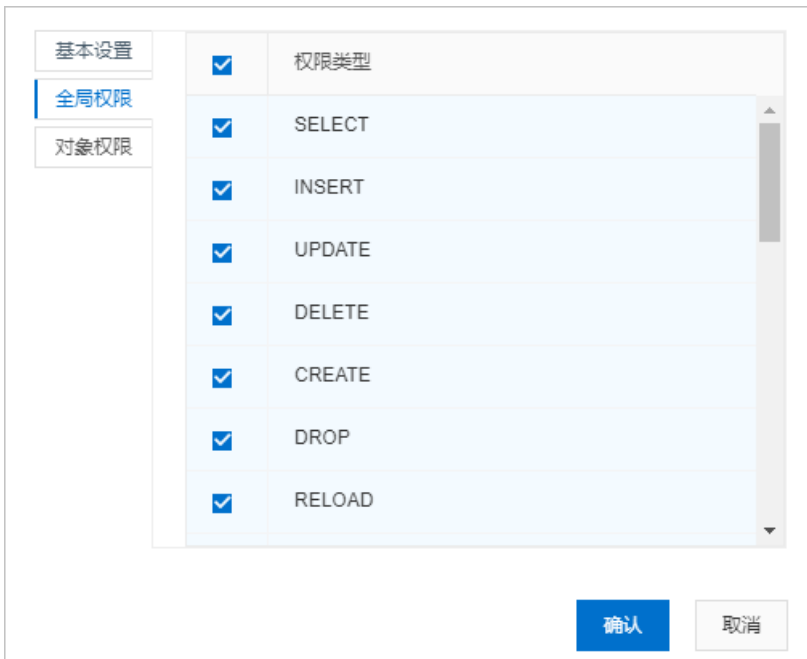 基本设置
全局权限
对象权限
权限类型
SELECT
INSERT
UPDATE
DELETE
CREATE
DROP
RELOAD
确认
取消